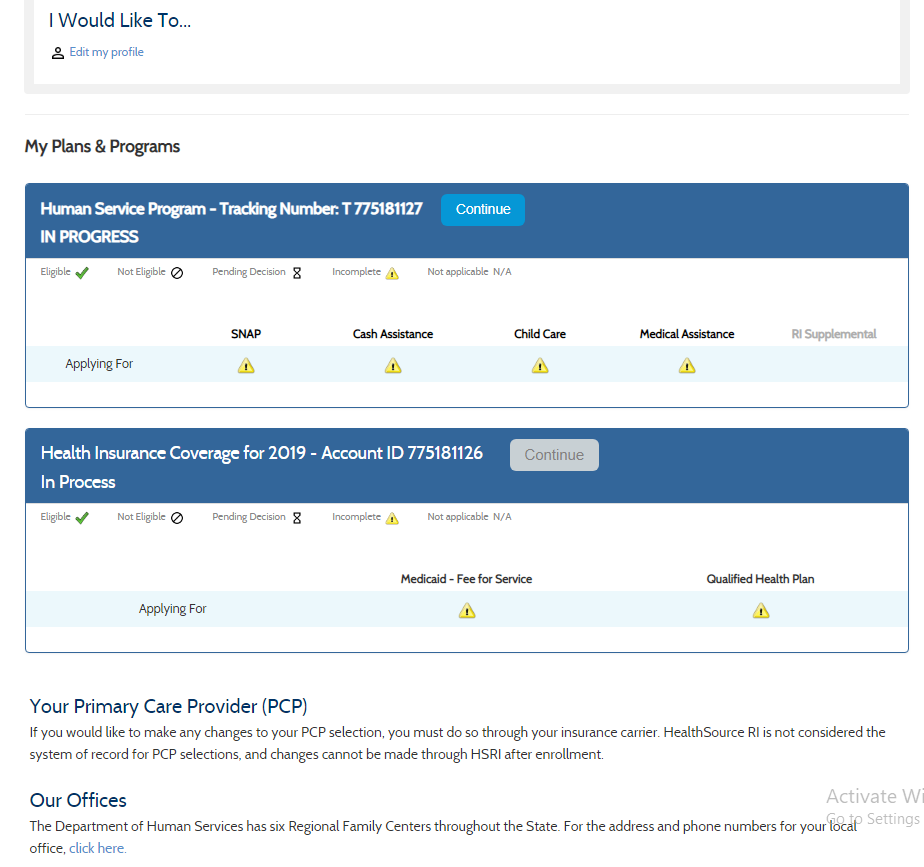 I Would Like To...
Edit my profile
My Plans & Programs
Human Service Program - Tracking Number: T 775181127 Continue
IN PROGRESS
Eligible Not Eligible Pending Decision Incomplete Not applicable N/A
SNAP Cash Assistance Child Care Medical Assistance RI Supplemental
Applying For
Health Insurance Coverage for 2019 - Account ID 775181126 Continue
In Process
Eligible Not Eligible Pending Decision Incomplete Not applicable N/A
Medicaid - Fee for Service Qualified Health Plan
Applying For
Your Primary Care Provider (PCP)
If you would like to make any changes to your PCP selection, you must do so through your insurance carrier. HealthSource RI is not considered the
system of record for PCP selections, and changes cannot be made through HSRI after enrollment.
Our Offices
Activate Wi
The Department of Human Services has six Regional Family Centers throughout the State. For the address and phone numbers for your local
Go to Settings
office, click here.